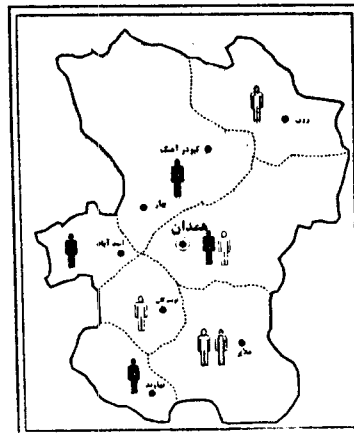 رزن
کبودر آهنگ
بهار
همدان
اسد آباد
تویسرکان
ملایر
نهاوند